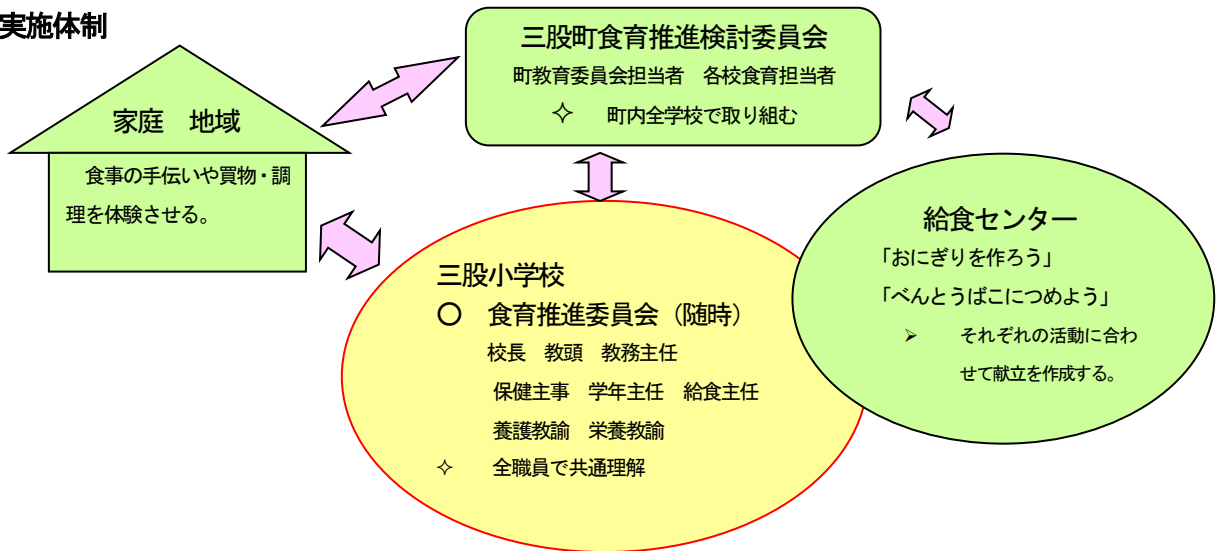 実施体制
三股町食育推進検討委員会
町教育委員会担当者　各校食育担当者
✧　町内全学校で取り組む
家庭　地域
食事の手伝いや買物・調
理を体験させる。
三股小学校
○　食育推進委員会（随時）
校長　教頭　教務主任
保健主事　学年主任　給食主任
養護教諭　栄養教諭
✧　全職員で共通理解
給食センター
「おにぎりを作ろう」
「べんとうばこにつめよう」
➢　それぞれの活動に合わ
せて献立を作成する。